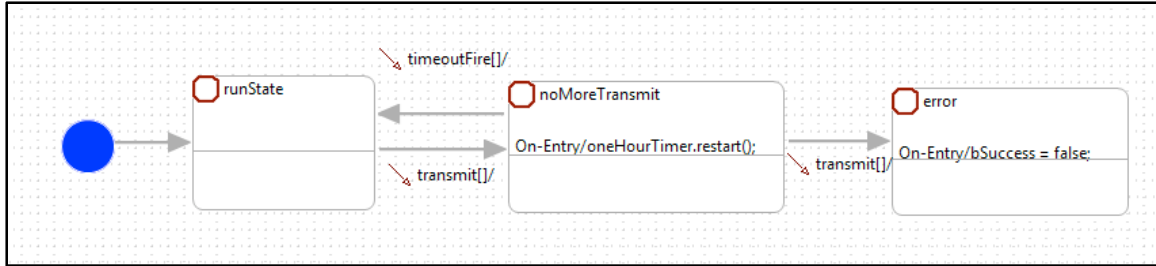 timeoutFire[]/
runState
noMoreTransmit
error
On-Entry/oneHourTimer.restart();
On-Entry/bSuccess = false;
transmit[]/
transmit[]/